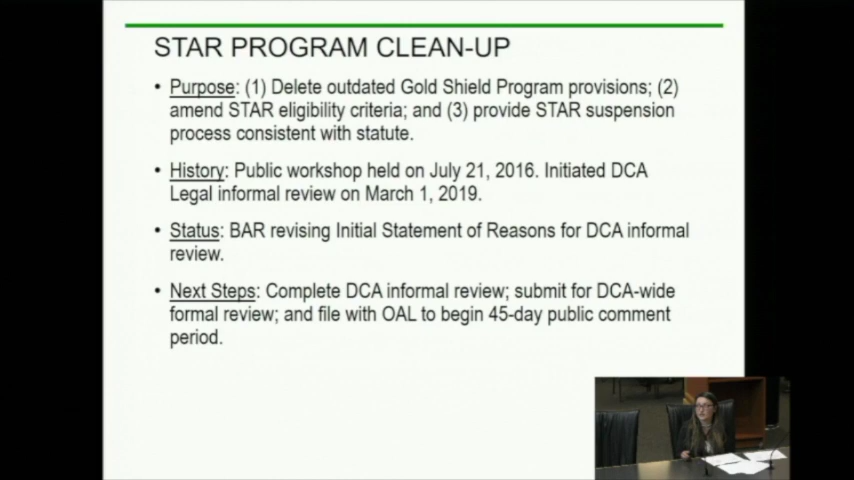 STAR PROGRAM CLEAN-UP
• Purpose: (1) Delete outdated Gold Shield Program provisions; (2)
amend STAR eligibility criteria; and (3) provide STAR suspension
process consistent with statute.
• History: Public workshop held on July 21, 2016. Initiated DCA
Legal informal review on March 1, 2019.
• Status: BAR revising Initial Statement of Reasons for DCA informal
review.
• Next Steps: Complete DCA informal review; submit for DCA-wide
formal review; and file with OAL to begin 45-day public comment
period.